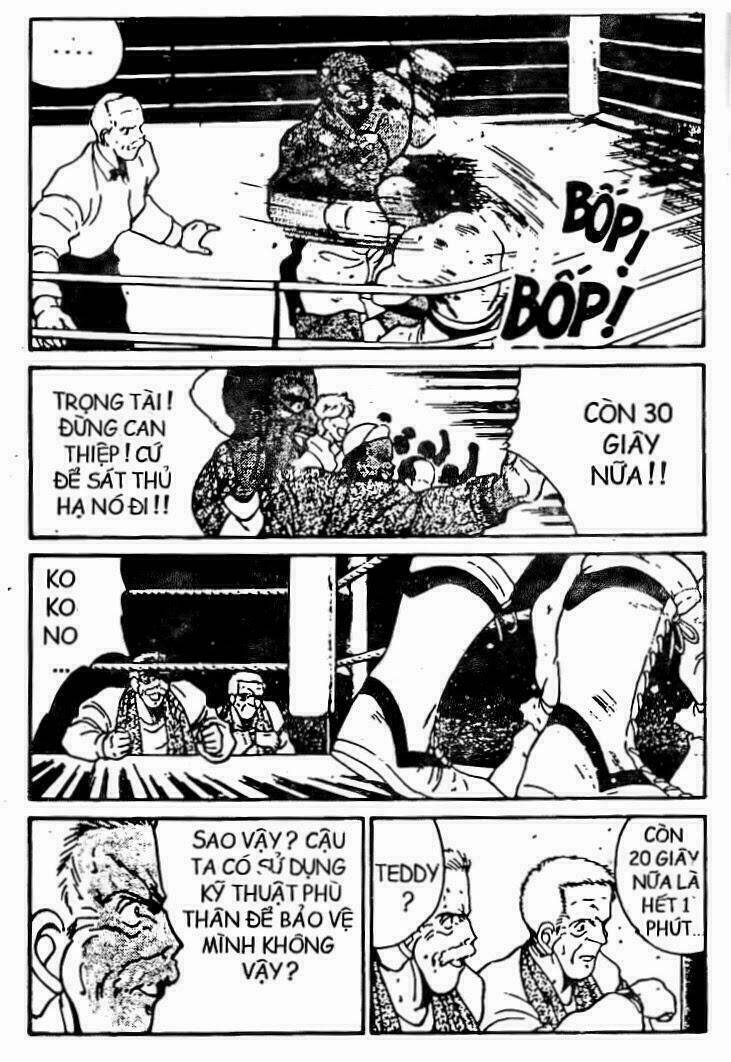 ....
BỐP!
BỐP!
TRỌNG TÀI!
ĐỪNG CAN
THIỆP! CỨ
ĐỂ SÁT THỦ
HẠ NÓ ĐI!!
CÒN 30
GIÂY
NỮA!!
KO
KO
NO
...
SAO VẬY? CẬU
TA CÓ SỬ DỤNG
KỸ THUẬT PHÙ
THÂN ĐỂ BẢO VỆ
MÌNH KHÔNG
VẬY?
TEDDY
?
CÒN
20 GIÂY
NỮA LÀ
HẾT 1
PHÚT...